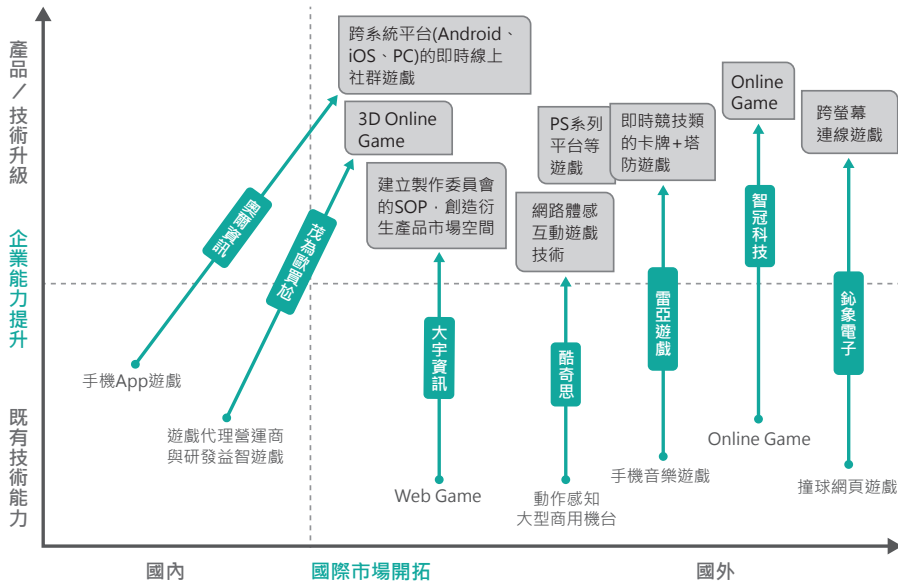 產品/技術升級
企業能力提升
既有技術能力
跨系統平台(Android、
iOS、PC)的即時線上
社群遊戲
3D Online
Game
建立製作委員會
的SOP，創造衍
生產品市場空間
PS系列
平台等
遊戲
即時競技類
的卡牌+塔
防遊戲
網路體感
互動遊戲
技術
Online
Game
跨螢幕
連線遊戲
奧爾資訊
茂為歐買尬
大宇資訊
酷奇思
雷亞遊戲
智冠科技
鈊象電子
手機App遊戲
遊戲代理營運商
與研發益智遊戲
Web Game
動作感知
大型商用機台
手機音樂遊戲
Online Game
撞球網頁遊戲
國內
國際市場開拓
國外